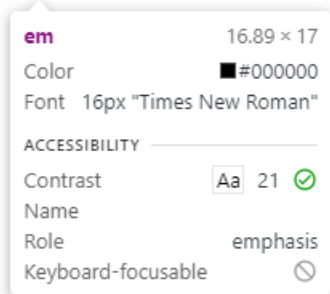 em 16.89 × 17
Color #000000
Font 16px "Times New Roman"
ACCESSIBILITY
Contrast Aa 21
Name
Role emphasis
Keyboard-focusable